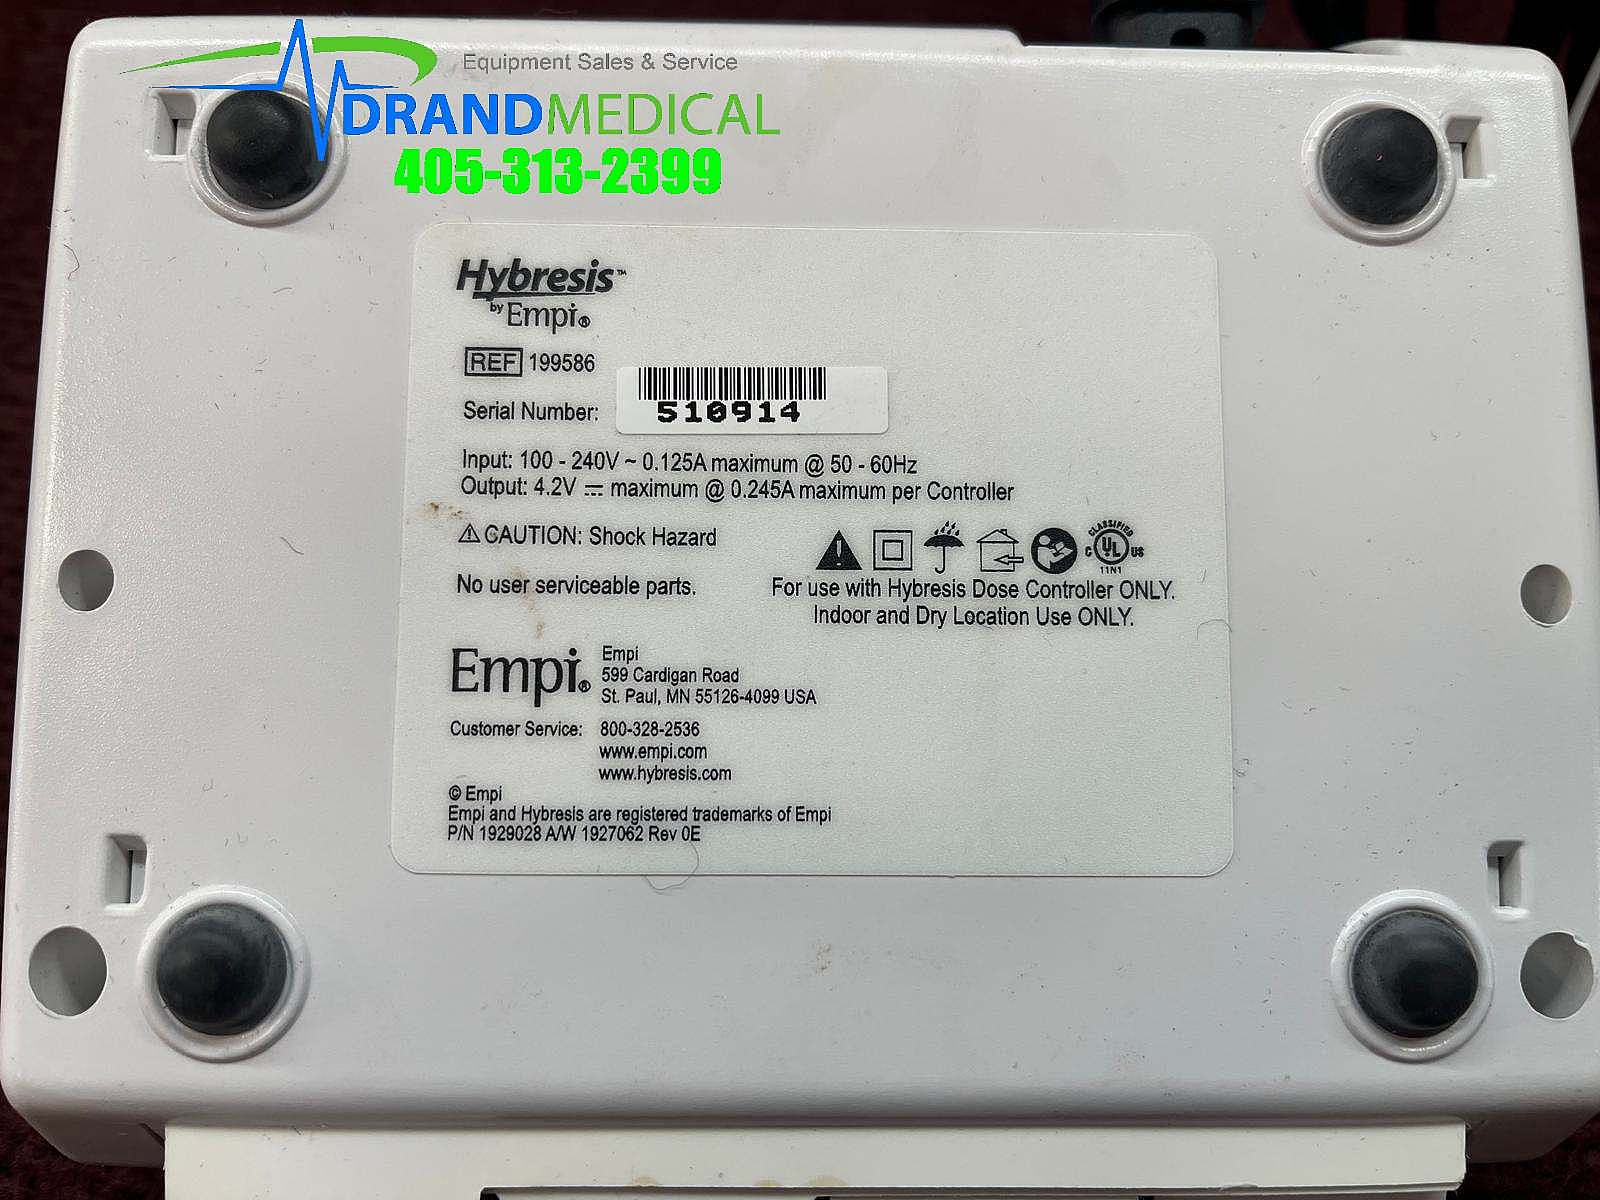 Equipment Sales & Service
DRANDMEDICAL
405-313-2399
Hybresis™
by Empi®
REF 199586
Serial Number: 510914
Input: 100 - 240V ~ 0.125A maximum @ 50 - 60Hz
Output: 4.2V ⎓ maximum @ 0.245A maximum per Controller
⚠ CAUTION: Shock Hazard
CLASSIFIED
C UL US
11N1
No user serviceable parts.
For use with Hybresis Dose Controller ONLY.
Indoor and Dry Location Use ONLY.
Empi®
Empi
599 Cardigan Road
St. Paul, MN 55126-4099 USA
Customer Service: 800-328-2536
www.empi.com
www.hybresis.com
© Empi
Empi and Hybresis are registered trademarks of Empi
P/N 1929028 A/W 1927062 Rev 0E